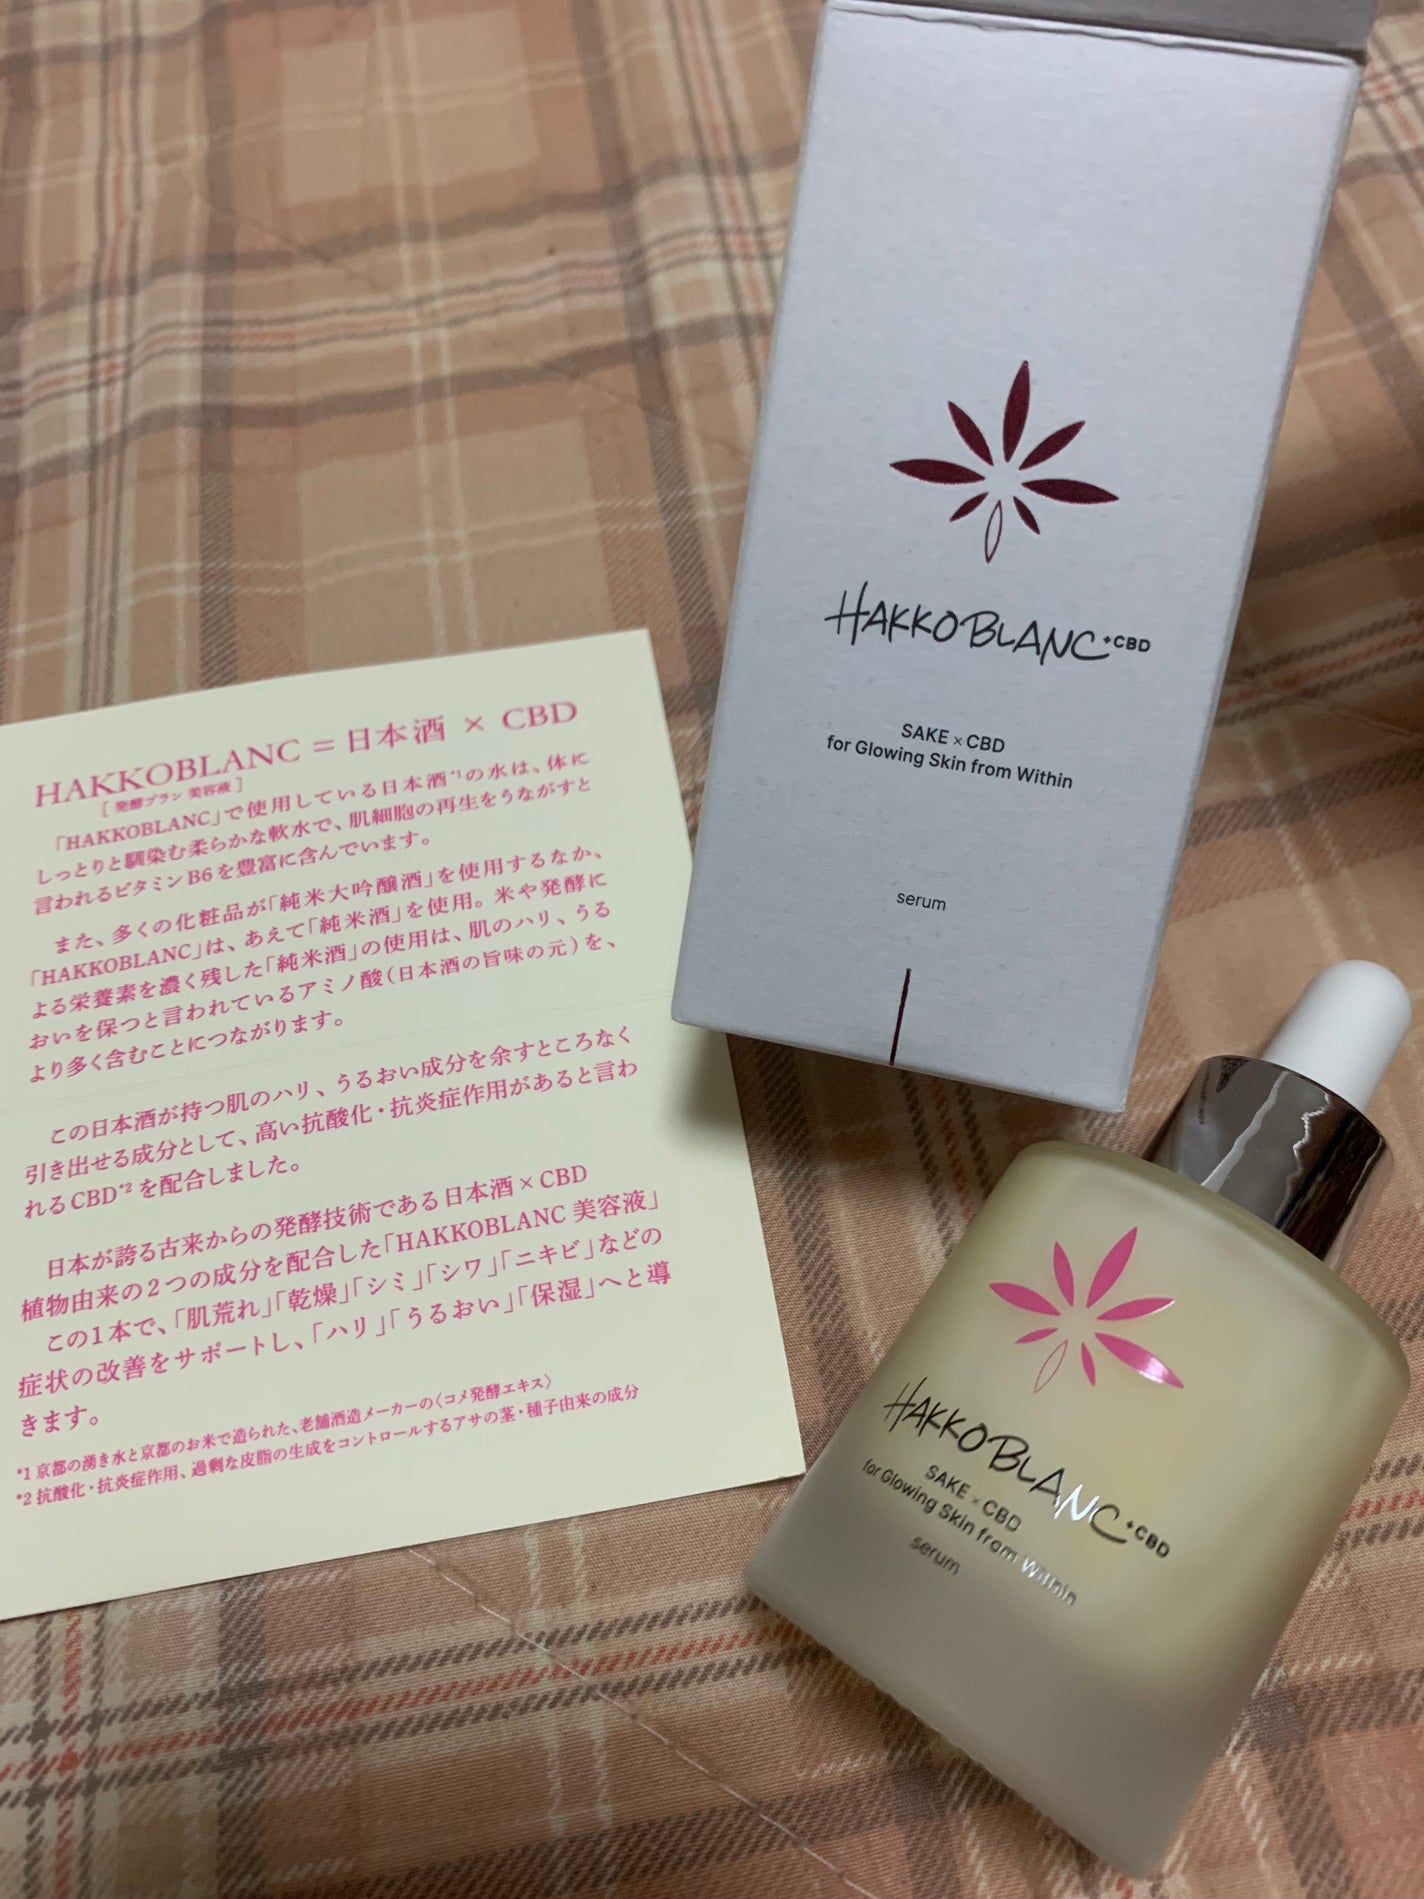 HAKKOBLANC = 日本酒 × CBD
[ 発酵ブラン 美容液 ]
「HAKKOBLANC」で使用している日本酒*1の水は、体に
しっとりと馴染む柔らかな軟水で、肌細胞の再生をうながすと
言われるビタミンB6を豊富に含んでいます。
また、多くの化粧品が「純米大吟醸酒」を使用するなか、
「HAKKOBLANC」は、あえて「純米酒」を使用。米や発酵に
よる栄養素を濃く残した「純米酒」の使用は、肌のハリ、うる
おいを保つと言われているアミノ酸（日本酒の旨味の元）を、
より多く含むことにつながります。
この日本酒が持つ肌のハリ、うるおい成分を余すところなく
引き出せる成分として、高い抗酸化・抗炎症作用があると言わ
れるCBD*2を配合しました。
日本が誇る古来からの発酵技術である日本酒×CBD
植物由来の2つの成分を配合した「HAKKOBLANC 美容液」
この1本で、「肌荒れ」「乾燥」「シミ」「シワ」「ニキビ」などの
症状の改善をサポートし、「ハリ」「うるおい」「保湿」へと導
きます。
*1 京都の湧き水と京都のお米で造られた、老舗酒造メーカーの〈コメ発酵エキス〉
*2 抗酸化・抗炎症作用、過剰な皮脂の生成をコントロールするアサの茎・種子由来の成分
HAKKOBLANC +CBD
SAKE × CBD
for Glowing Skin from Within
serum
HAKKOBLANC +CBD
SAKE × CBD
for Glowing Skin from Within
serum